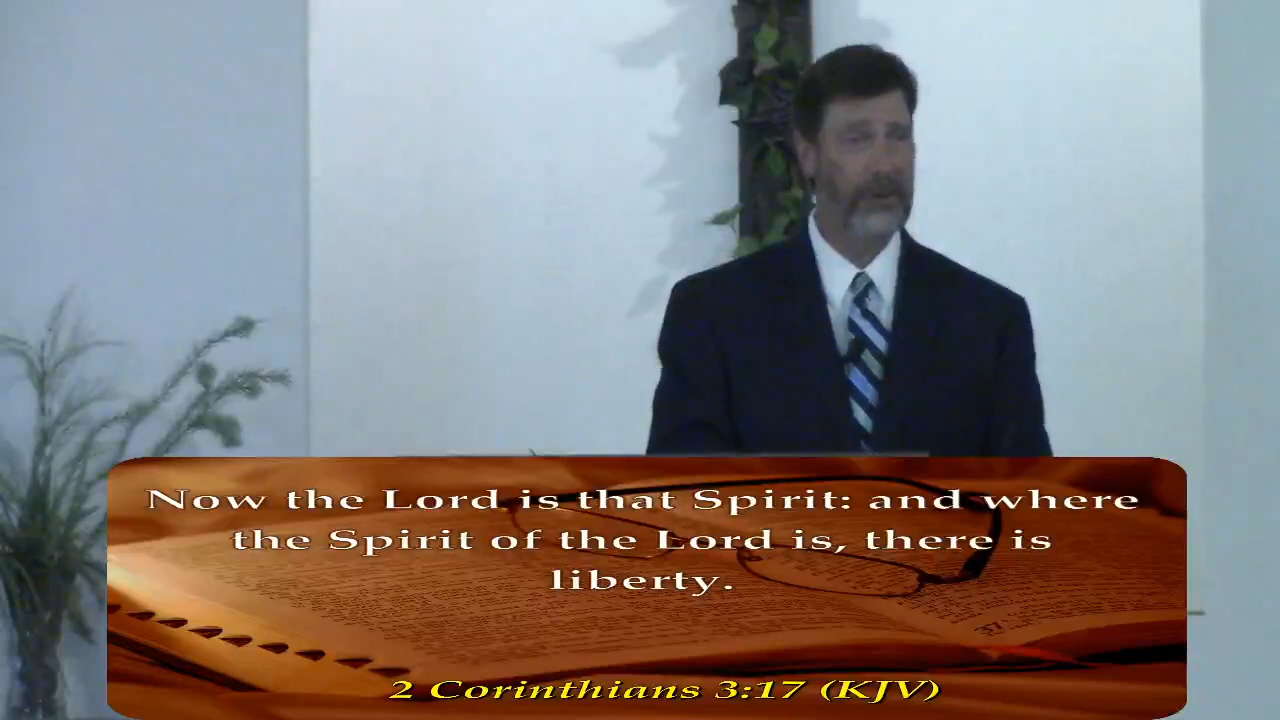 Now the Lord is that Spirit: and where
the Spirit of the Lord is, there is
liberty.
37
2 Corinthians 3:17 (KJV)